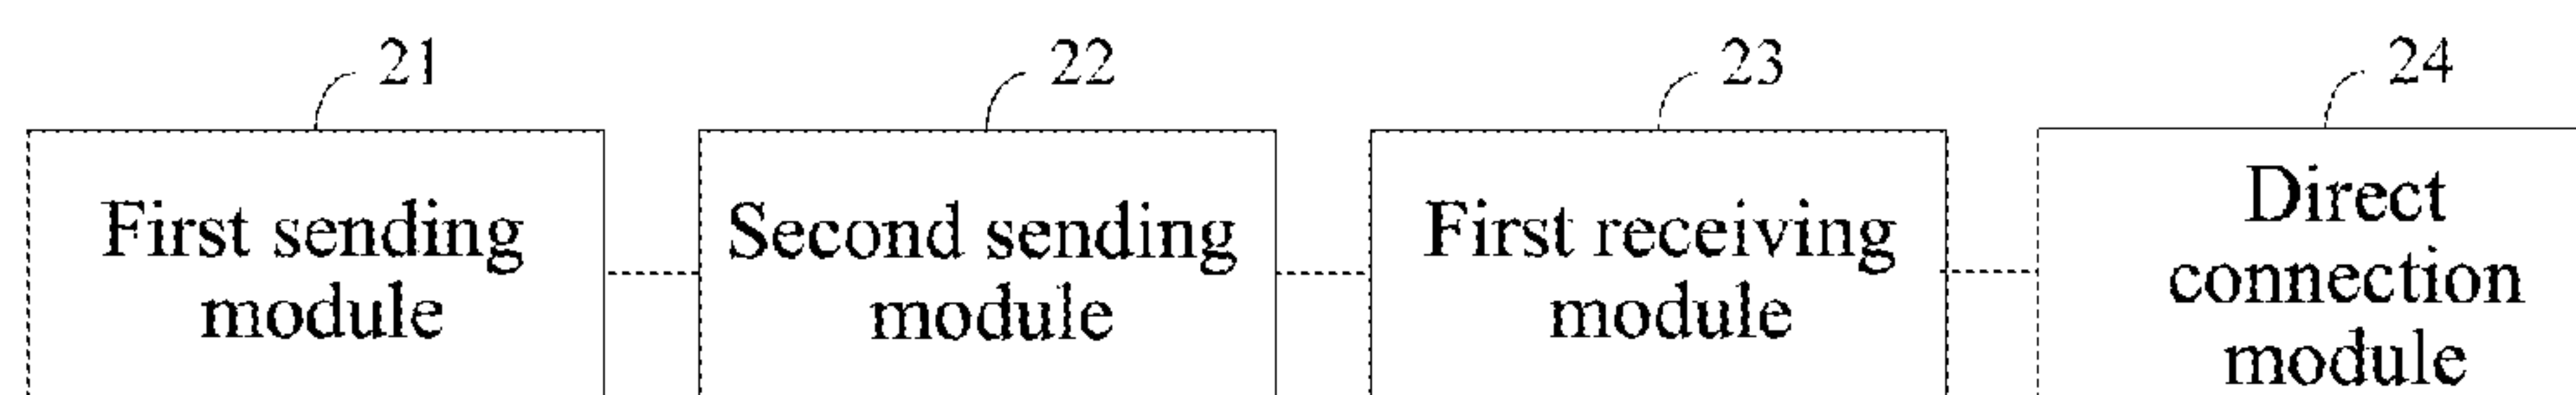 21
22
23
24
First sending
module
Second sending
module
First receiving
module
Direct
connection
module